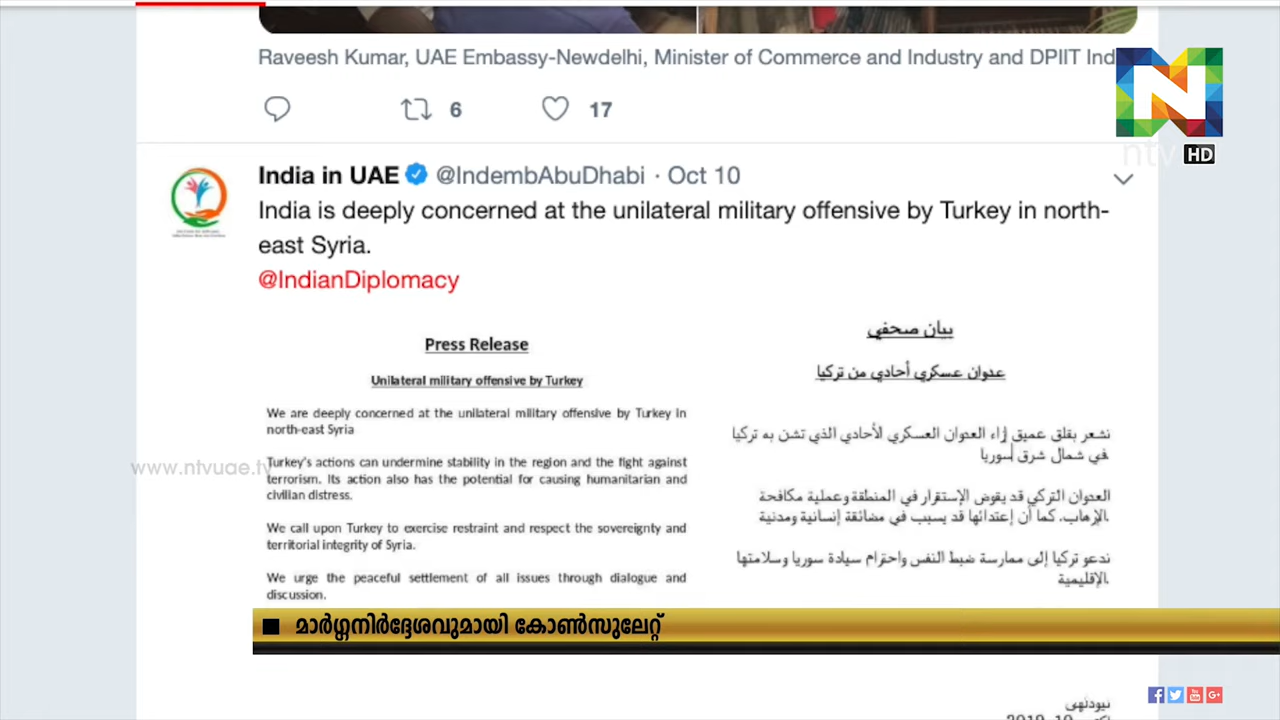 Raveesh Kumar, UAE Embassy-Newdelhi, Minister of Commerce and Industry and DPIIT Ind
6 17
ntv HD
India in UAE @IndembAbuDhabi · Oct 10
India is deeply concerned at the unilateral military offensive by Turkey in north-
east Syria.
@IndianDiplomacy
Press Release
Unilateral military offensive by Turkey
We are deeply concerned at the unilateral military offensive by Turkey in
north-east Syria
Turkey's actions can undermine stability in the region and the fight against
terrorism. Its action also has the potential for causing humanitarian and
civilian distress.
We call upon Turkey to exercise restraint and respect the sovereignty and
territorial integrity of Syria.
We urge the peaceful settlement of all issues through dialogue and
discussion.
بيان صحفي
عدوان عسكري أحادي من تركيا
نشعر بقلق عميق إزاء العدوان العسكري الأحادي الذي تشن به تركيا
في شمال شرق سوريا.
العدوان التركي قد يقوض الإستقرار في المنطقة وعملية مكافحة
الإرهاب. كما أن إعتدائها قد يسبب في مضائقة إنسانية ومدنية.
ندعو تركيا إلى ممارسة ضبط النفس واحترام سيادة سوريا وسلامتها
الإقليمية.
www.ntvuae.tv
മാർഗ്ഗനിർദ്ദേശവുമായി കോൺസുലേറ്റ്
نيودلهي